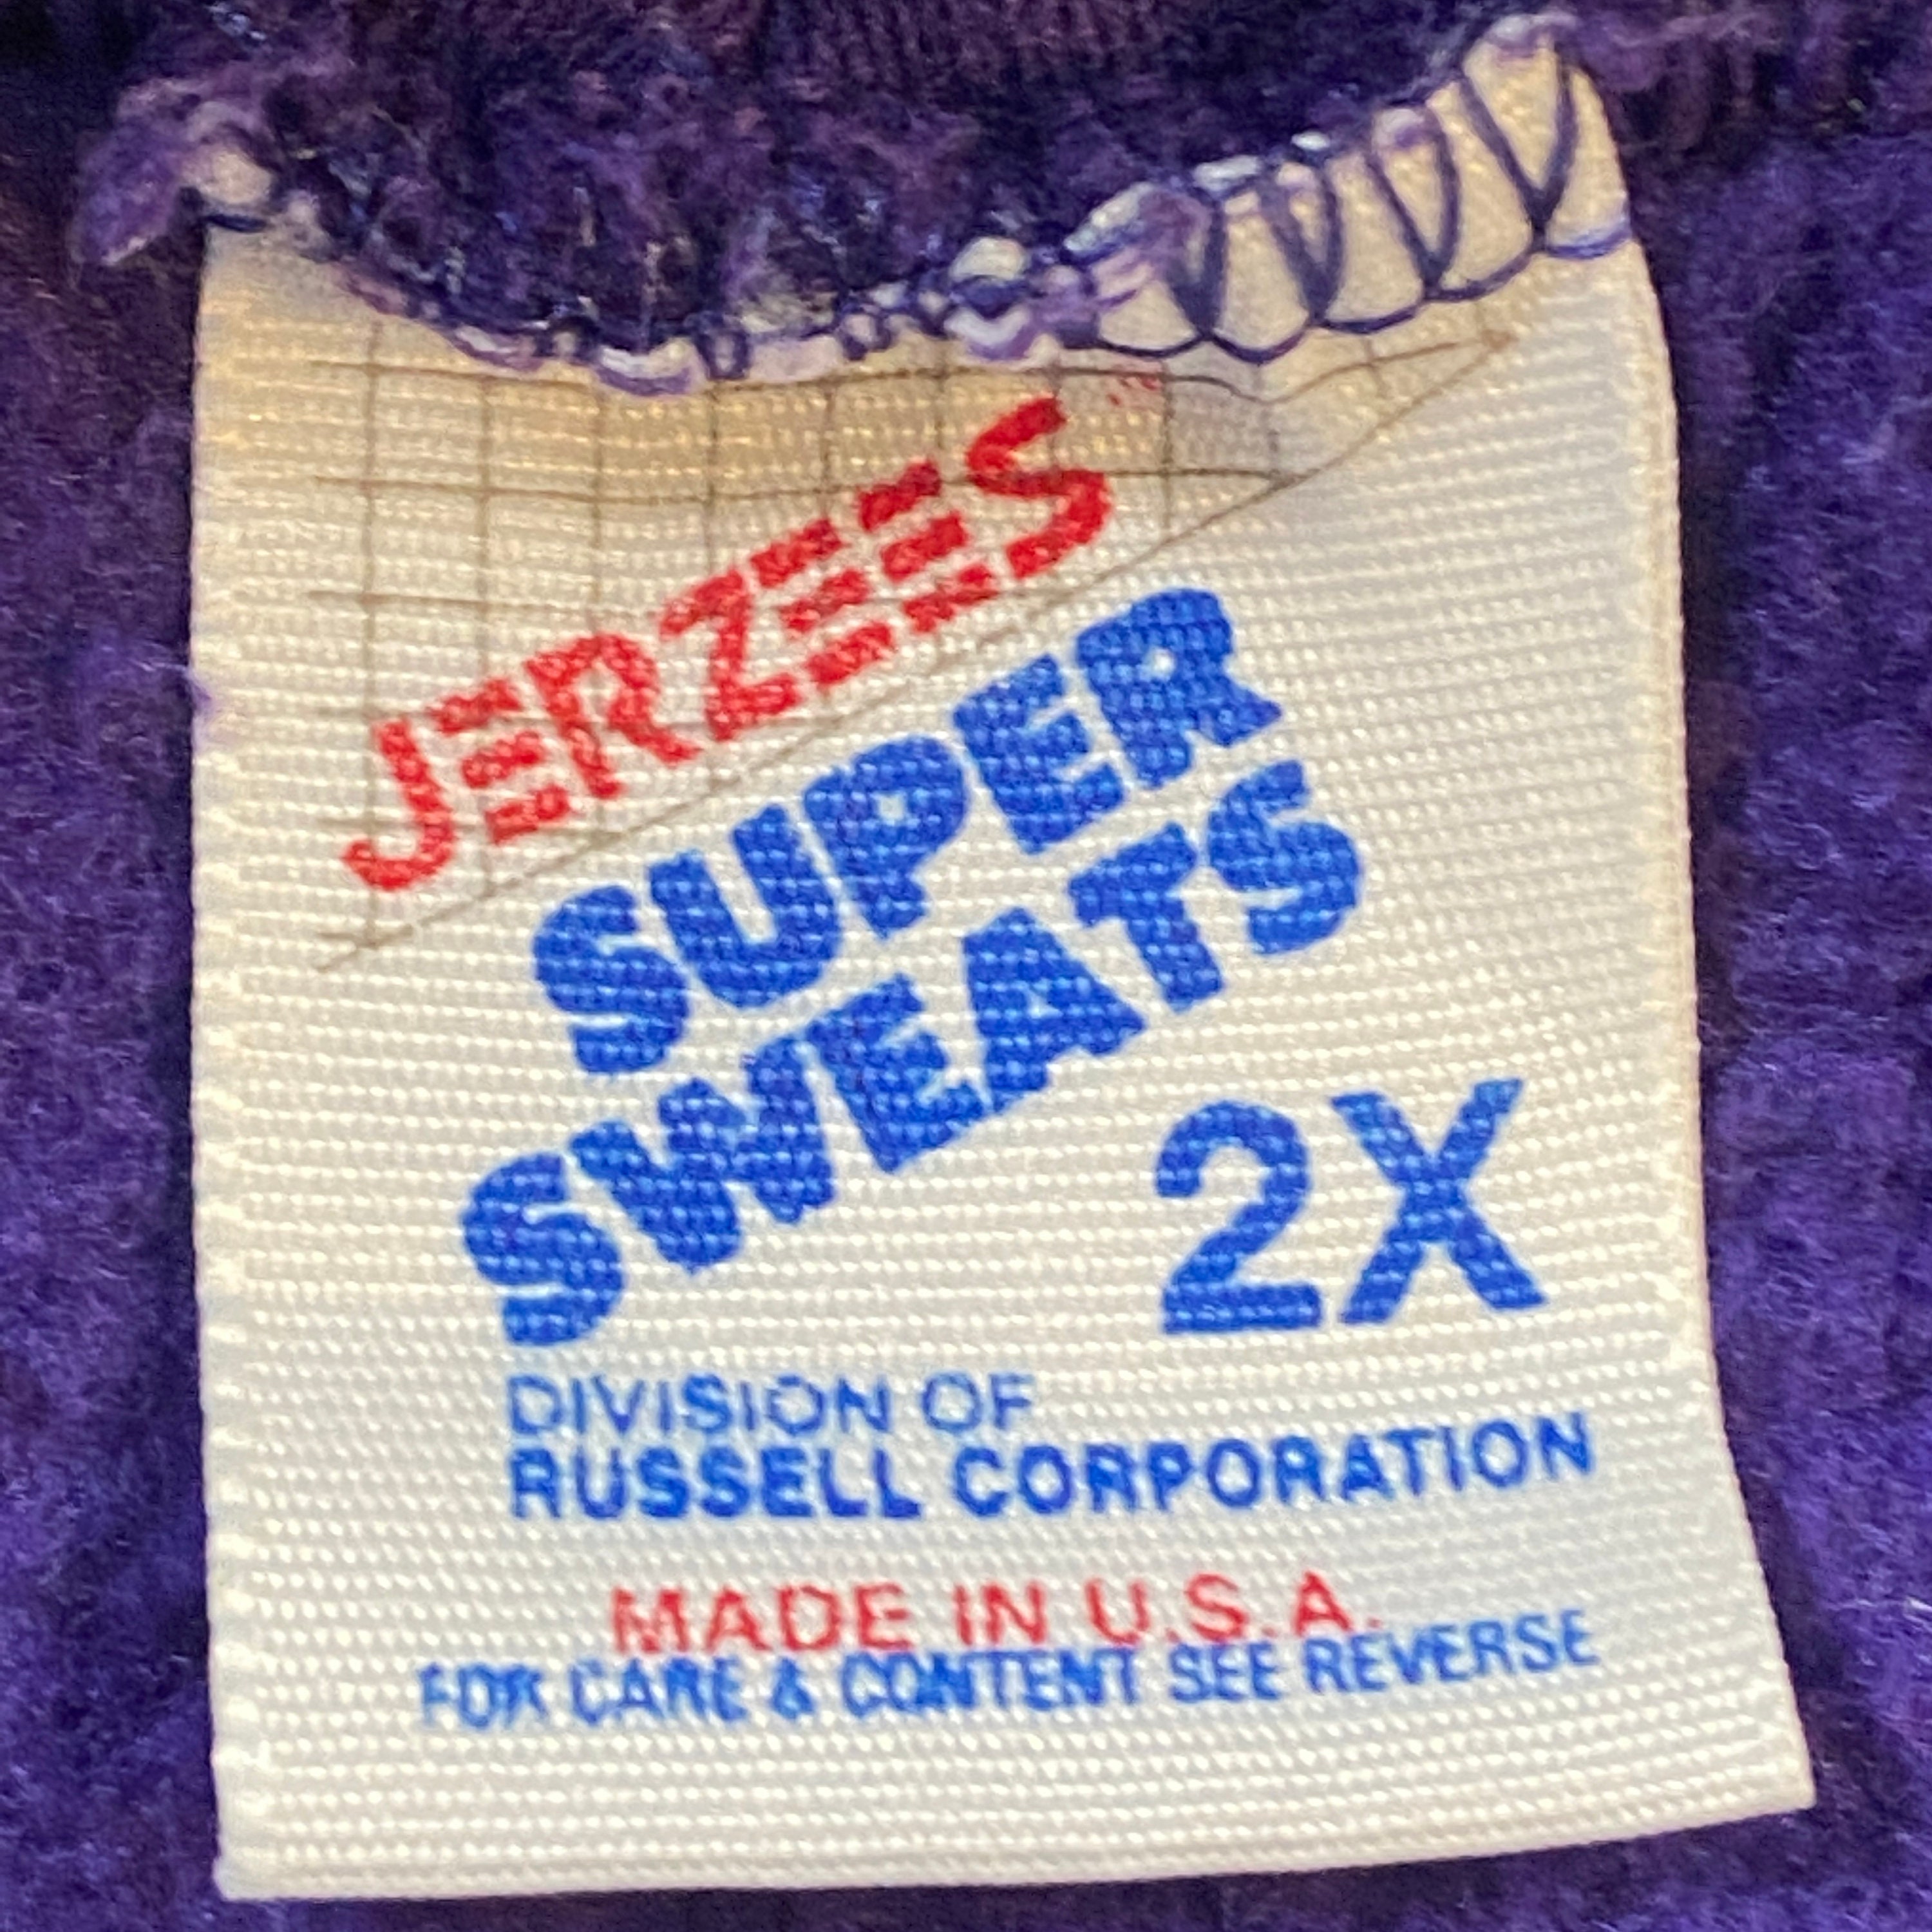 JERZEES
SUPER
SWEATS
2X
DIVISION OF
RUSSELL CORPORATION
MADE IN U.S.A.
FOR CARE & CONTENT SEE REVERSE